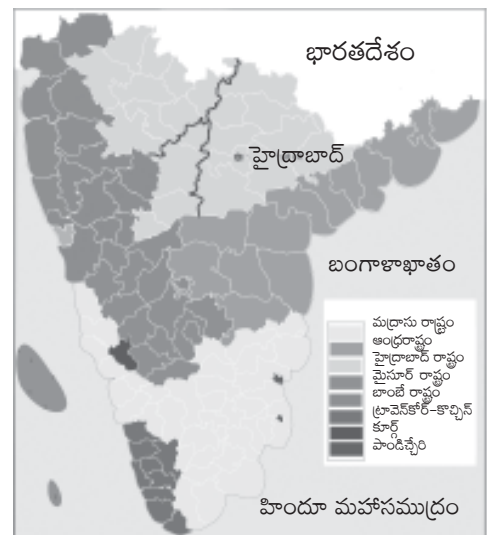 భారతదేశం
హైద్రాబాద్
బంగాళాఖాతం
మద్రాసు రాష్ట్రం
ఆంధ్రరాష్ట్రం
హైద్రాబాద్ రాష్ట్రం
మైసూర్ రాష్ట్రం
బాంబే రాష్ట్రం
ట్రావెన్‌కోర్-కొచ్చిన్
కూర్గ్
పాండిచ్చేరి
హిందూ మహాసముద్రం